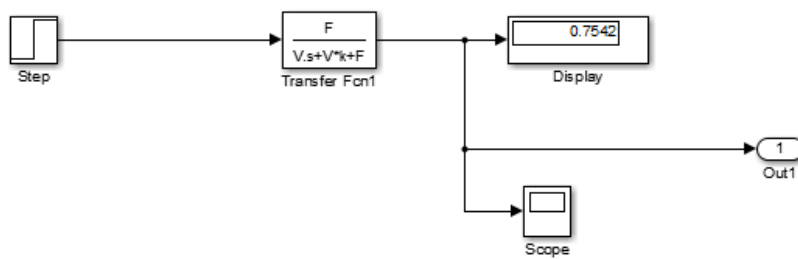 F
V.s+V*k+F
0.7542
Step
Transfer Fcn1
Display
1
Out1
Scope